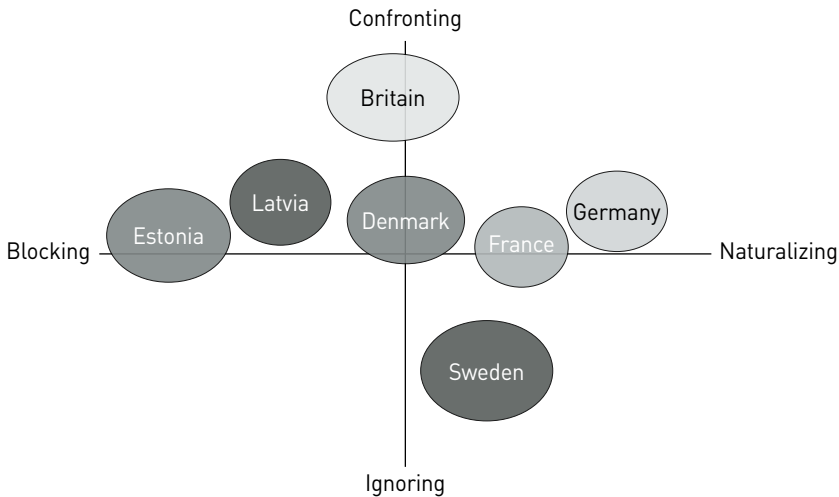 Confronting
Britain
Latvia
Denmark
Germany
Estonia
France
Blocking
Naturalizing
Sweden
Ignoring